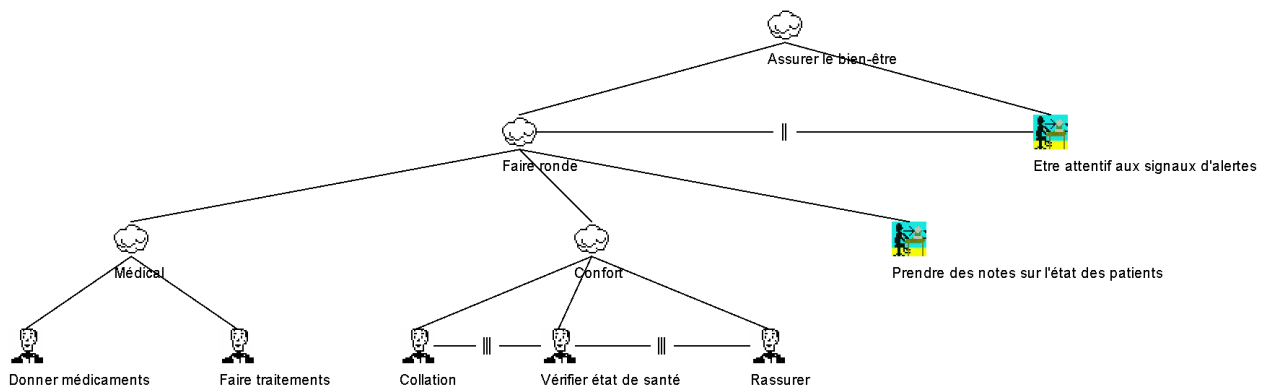 Assurer le bien-être
||
Faire ronde
Etre attentif aux signaux d'alertes
Médical
Confort
Prendre des notes sur l'état des patients
||| |||
Donner médicaments
Faire traitements
Collation
Vérifier état de santé
Rassurer